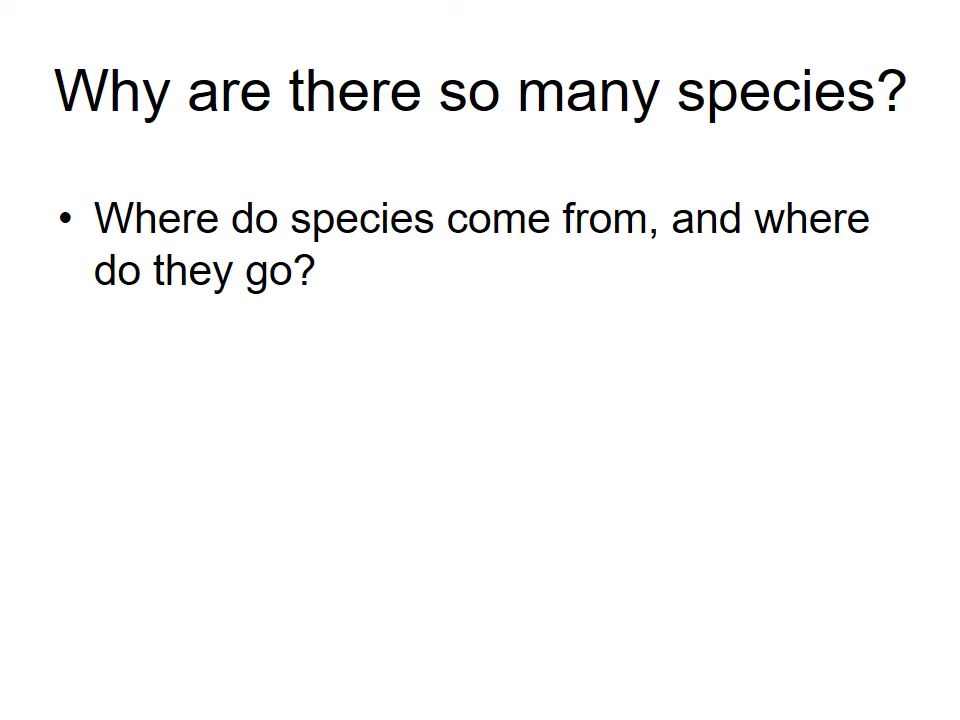 Why are there so many species?
• Where do species come from, and where
do they go?